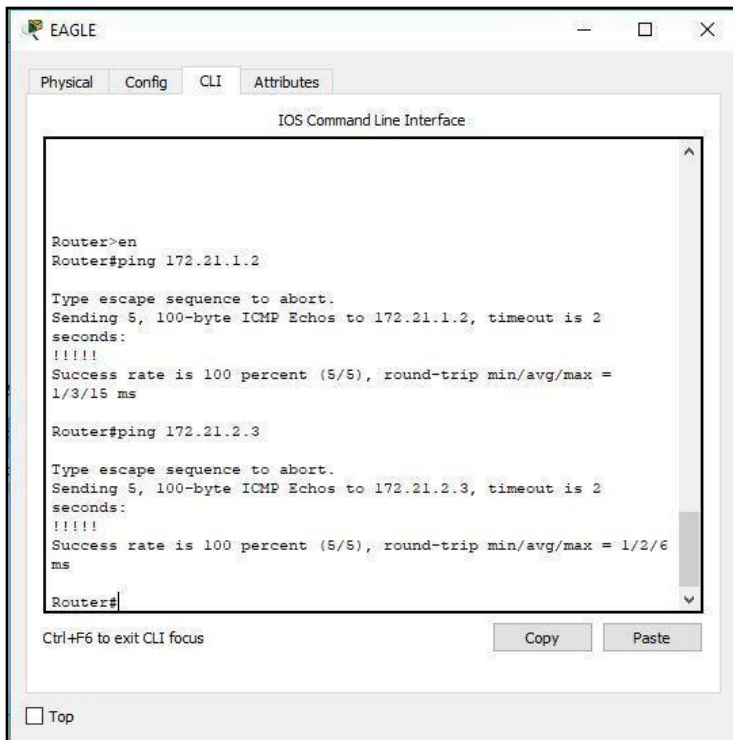 EAGLE
Physical Config CLI Attributes
IOS Command Line Interface
Router>en
Router#ping 172.21.1.2
Type escape sequence to abort.
Sending 5, 100-byte ICMP Echos to 172.21.1.2, timeout is 2
seconds:
!!!!!
Success rate is 100 percent (5/5), round-trip min/avg/max =
1/3/15 ms
Router#ping 172.21.2.3
Type escape sequence to abort.
Sending 5, 100-byte ICMP Echos to 172.21.2.3, timeout is 2
seconds:
!!!!!
Success rate is 100 percent (5/5), round-trip min/avg/max = 1/2/6
ms
Router#
Ctrl+F6 to exit CLI focus
Copy Paste
Top